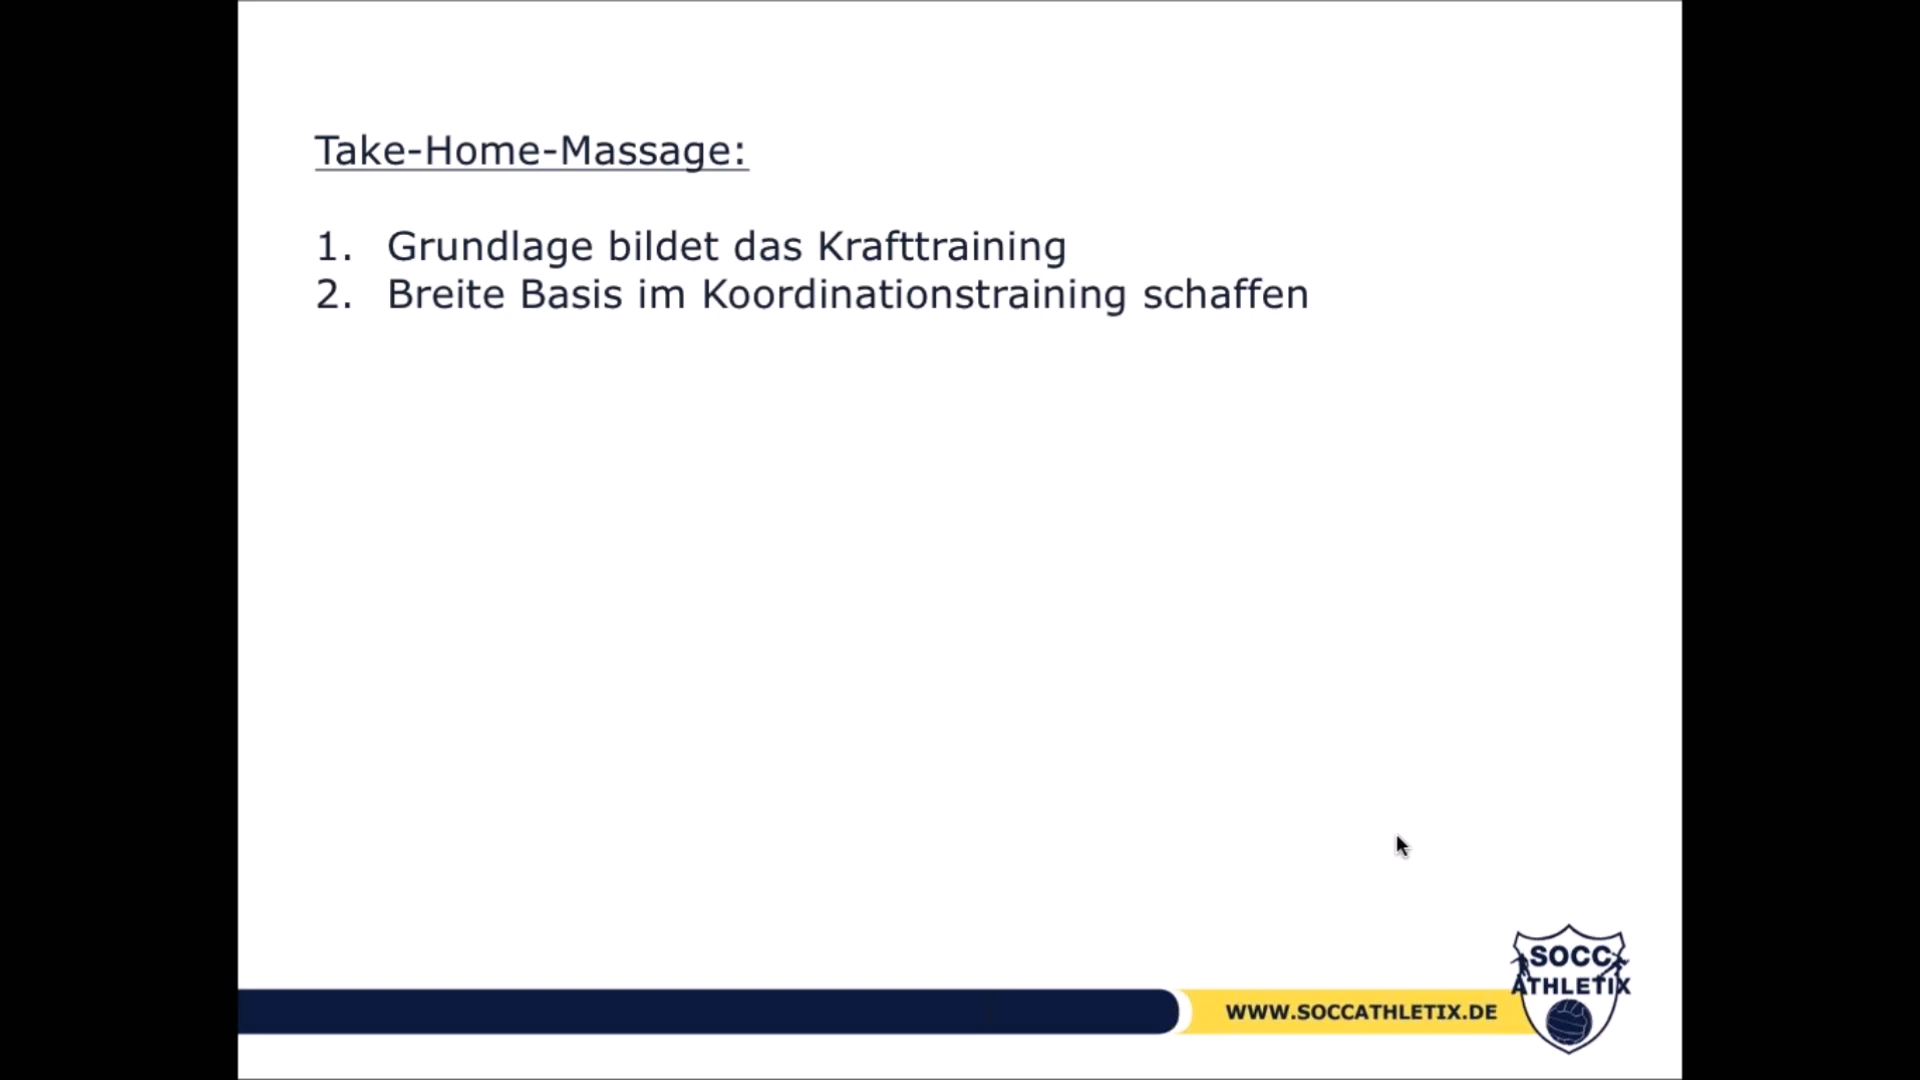 Take-Home-Massage:
1. Grundlage bildet das Krafttraining
2. Breite Basis im Koordinationstraining schaffen
WWW.SOCCATHLETIX.DE
SOCC
ATHLETIX